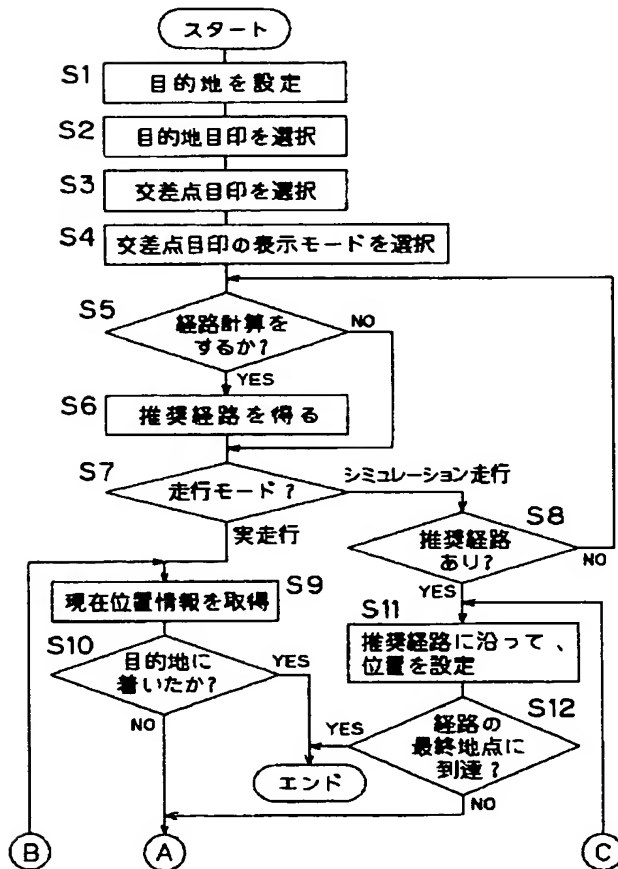 スタート
S1
目的地を設定
S2
目的地目印を選択
S3
交差点目印を選択
S4
交差点目印の表示モードを選択
S5
経路計算を
するか?
NO
YES
S6
推奨経路を得る
S7
走行モード?
シミュレーション走行
実走行
S8
推奨経路
あり?
NO
YES
S9
現在位置情報を取得
S10
目的地に
着いたか?
YES
NO
S11
推奨経路に沿って、
位置を設定
S12
経路の
最終地点に
到達?
YES
NO
エンド
B
A
C